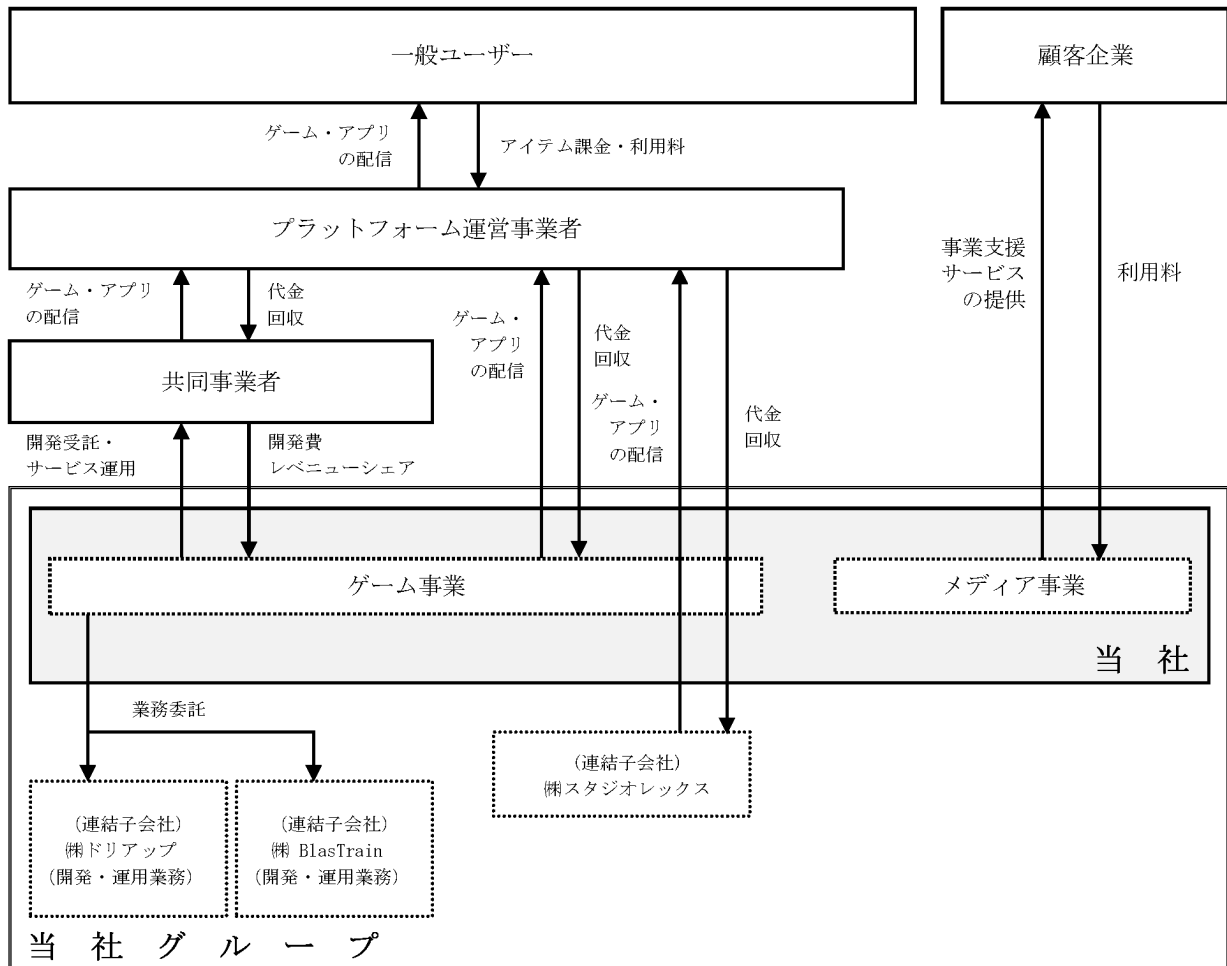 一般ユーザー
顧客企業
ゲーム・アプリ
の配信
アイテム課金・利用料
プラットフォーム運営事業者
事業支援
サービス
の提供
利用料
ゲーム・アプリ
の配信
代金
回収
ゲーム・
アプリ
の配信
代金
回収
ゲーム・
アプリ
の配信
代金
回収
共同事業者
開発受託・
サービス運用
開発費
レベニューシェア
ゲーム事業
メディア事業
当社
業務委託
(連結子会社)
㈱スタジオレックス
(連結子会社)
㈱ドリアップ
(開発・運用業務)
(連結子会社)
㈱ BlasTrain
(開発・運用業務)
当社グループ